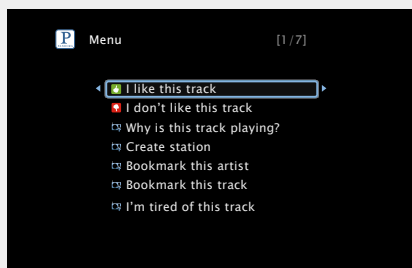 P
Menu
[1/7]
I like this track
I don't like this track
Why is this track playing?
Create station
Bookmark this artist
Bookmark this track
I'm tired of this track